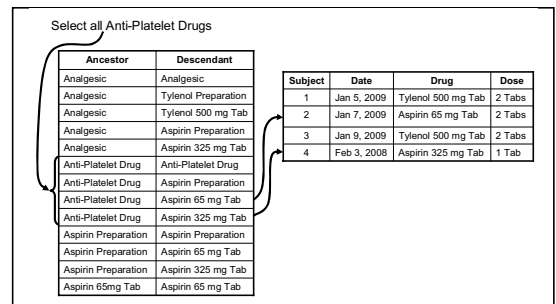 Select all Anti-Platelet Drugs
Ancestor Descendant
Analgesic Analgesic
Analgesic Tylenol Preparation
Analgesic Tylenol 500 mg Tab
Analgesic Aspirin Preparation
Analgesic Aspirin 325 mg Tab
Anti-Platelet Drug Anti-Platelet Drug
Anti-Platelet Drug Aspirin Preparation
Anti-Platelet Drug Aspirin 65 mg Tab
Anti-Platelet Drug Aspirin 325 mg Tab
Aspirin Preparation Aspirin Preparation
Aspirin Preparation Aspirin 65 mg Tab
Aspirin Preparation Aspirin 325 mg Tab
Aspirin 65mg Tab Aspirin 65 mg Tab
Subject Date Drug Dose
1 Jan 5, 2009 Tylenol 500 mg Tab 2 Tabs
2 Jan 7, 2009 Aspirin 65 mg Tab 2 Tabs
3 Jan 9, 2009 Tylenol 500 mg Tab 2 Tabs
4 Feb 3, 2008 Aspirin 325 mg Tab 1 Tab